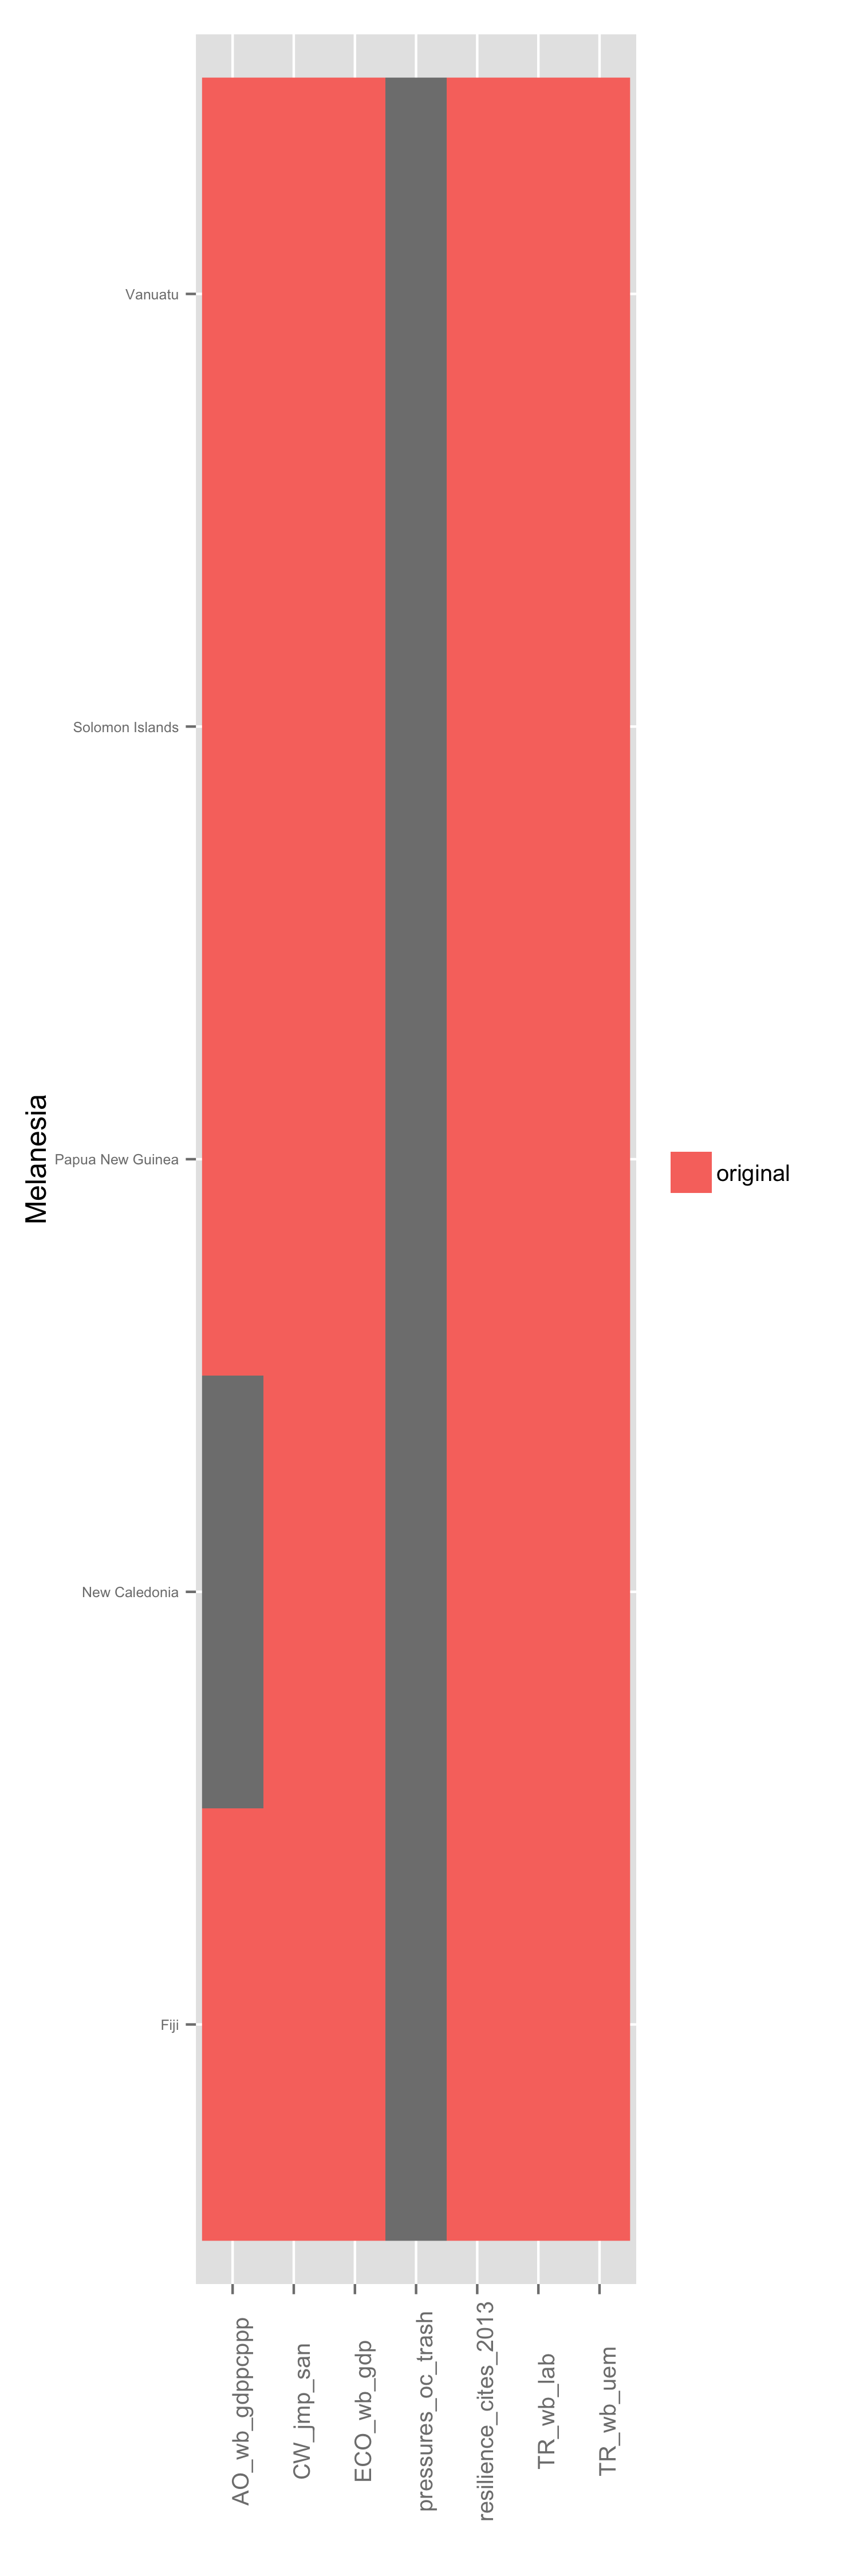 Vanuatu
Solomon Islands
Melanesia
Papua New Guinea
original
New Caledonia
Fiji
AO_wb_gdppcppp
CW_jmp_san
ECO_wb_gdp
pressures_oc_trash
resilience_cites_2013
TR_wb_lab
TR_wb_uem